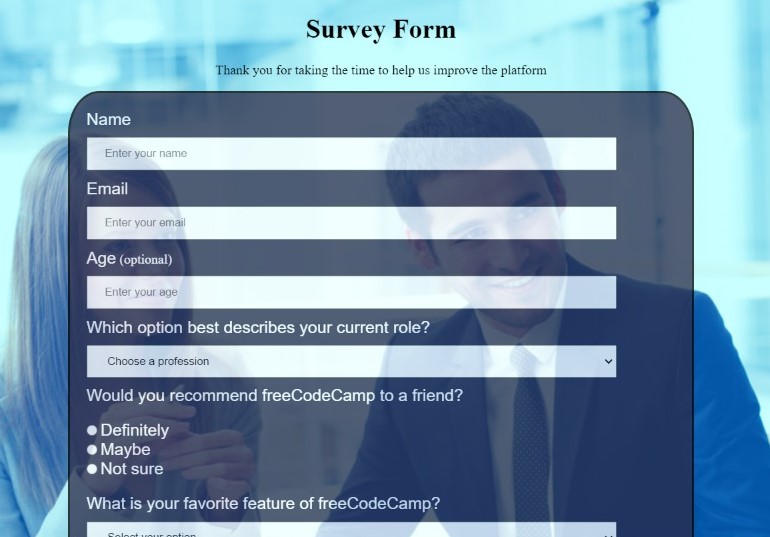 Survey Form
Thank you for taking the time to help us improve the platform
Name
Enter your name
Email
Enter your email
Age (optional)
Enter your age
Which option best describes your current role?
Choose a profession
Would you recommend freeCodeCamp to a friend?
Definitely
Maybe
Not sure
What is your favorite feature of freeCodeCamp?
Select your option